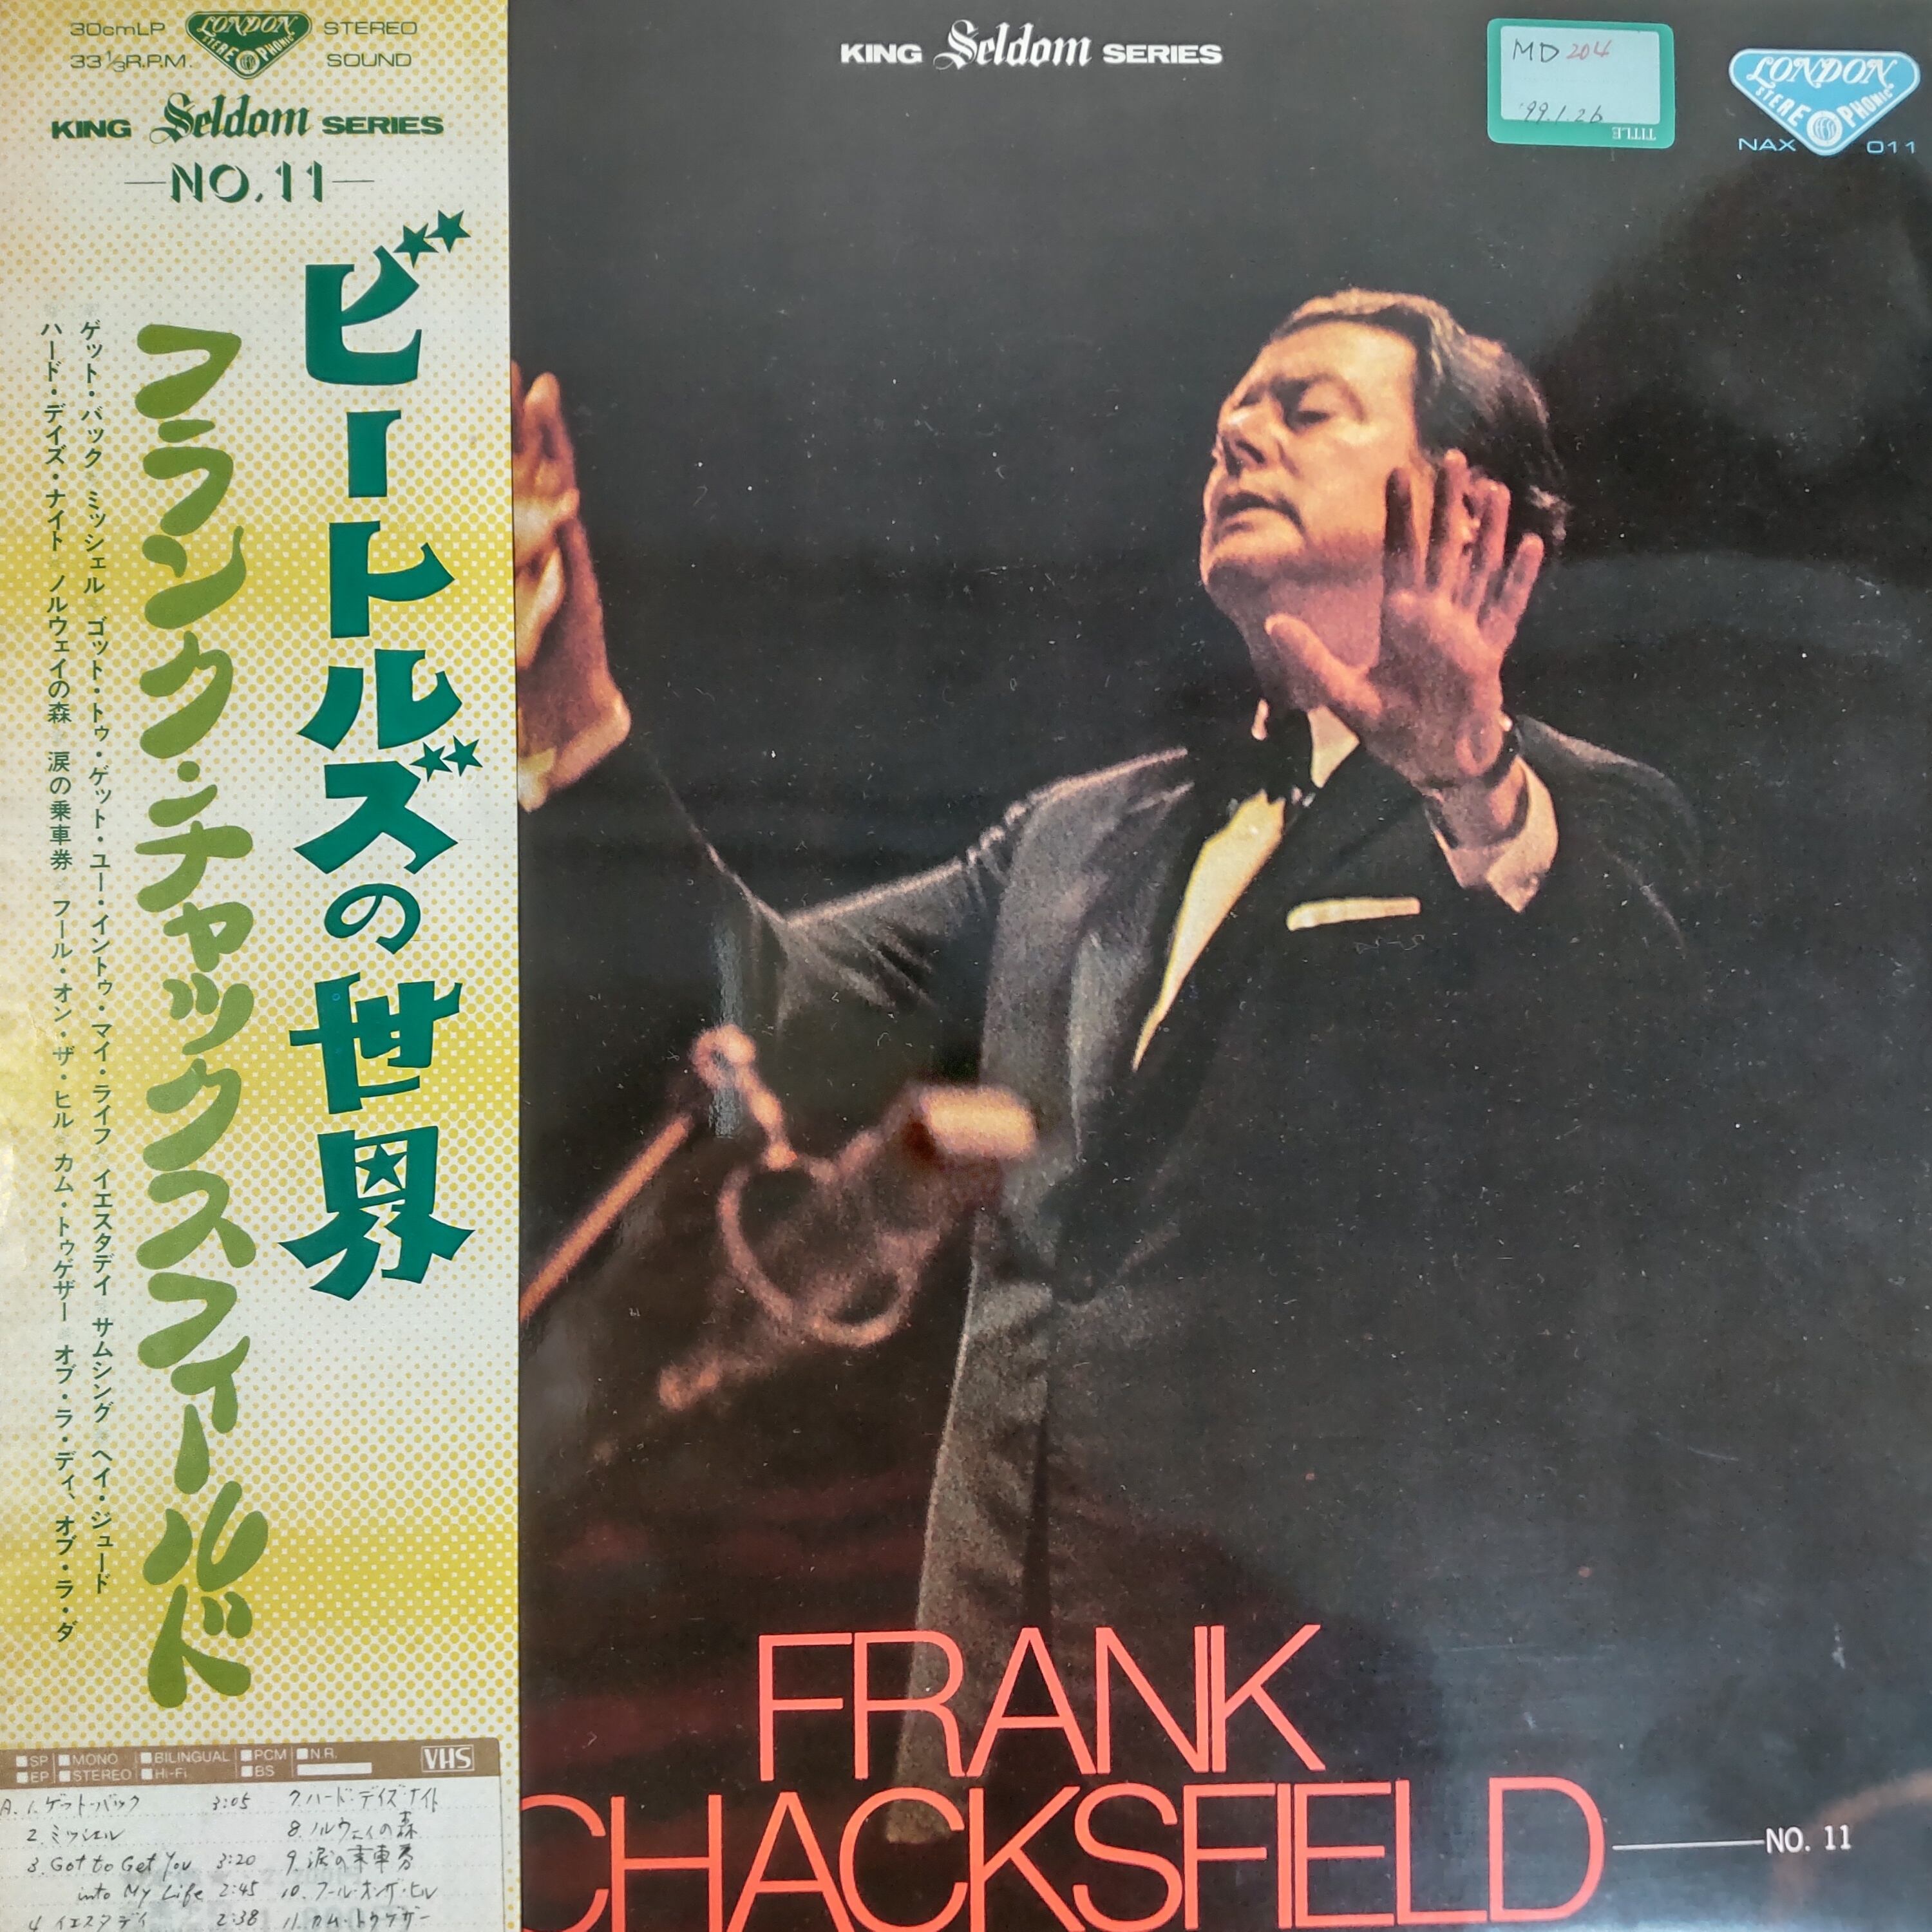 30cmLP
33⅓R.P.M.
LONDON
STEREOPHONIC
STEREO
SOUND
KING Seldom SERIES
NO.11
ビートルズの世界
フランク・チャックスフィールド
ゲット・バック ミッシェル ゴット・トゥ・ゲット・ユー・イントゥ・マイ・ライフ イエスタデイ サムシング ヘイ・ジュード
ハード・デイズ・ナイト ノルウェイの森 涙の乗車券 フール・オン・ザ・ヒル カム・トゥゲザー オブ・ラ・ディ、オブ・ラ・ダ
SP MONO BILINGUAL PCM N.R.
EP STEREO Hi-Fi BS
VHS
A. 1. ゲット・バック 3:05
2. ミッシェル
3. Got to Get You 3:20
into My Life 2:45
4. イエスタデイ 2:38
7. ハード・デイズ・ナイト
8. ノルウェイの森
9. 涙の乗車券
10. フール・オン・ザ・ヒル
11. カム・トゥゲザー
KING Seldom SERIES
MD 204
'99.1.26
TITLE
LONDON
STEREOPHONIC
NAX 011
FRANK
CHACKSFIELD
NO. 11